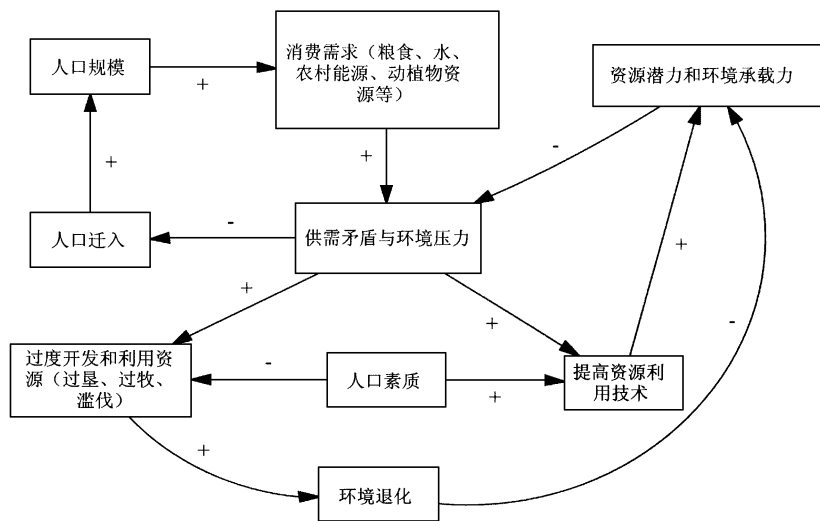 人口规模
+
消费需求（粮食、水、
农村能源、动植物资
源等）
资源潜力和环境承载力
+
+
-
人口迁入
-
供需矛盾与环境压力
+
+
+
-
过度开发和利用资
源（过垦、过牧、
滥伐）
-
人口素质
+
提高资源利
用技术
+
环境退化